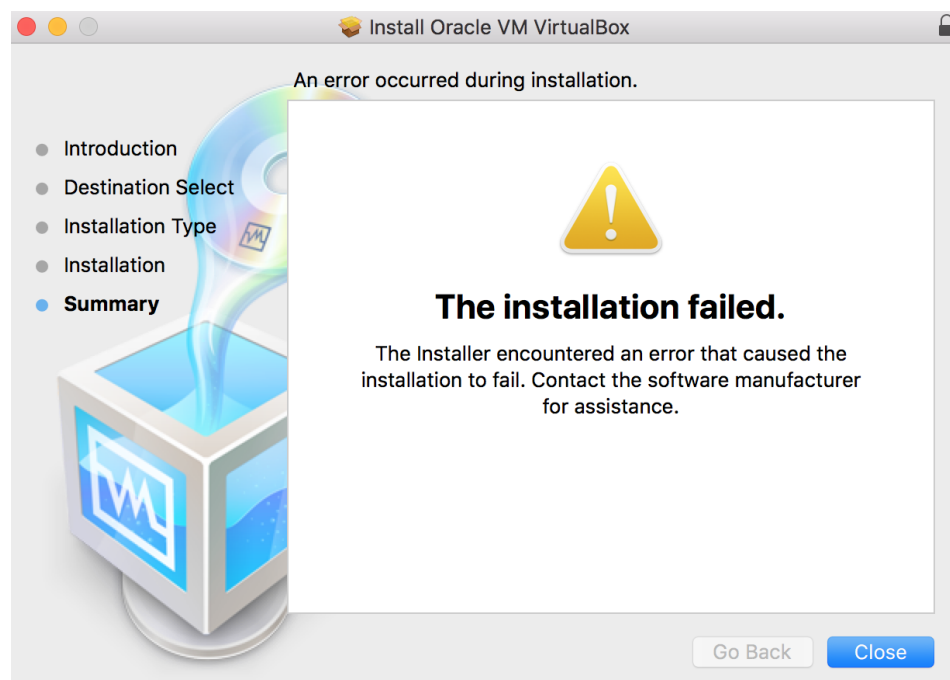 Install Oracle VM VirtualBox
An error occurred during installation.
Introduction
Destination Select
Installation Type
Installation
Summary
The installation failed.
The Installer encountered an error that caused the
installation to fail. Contact the software manufacturer
for assistance.
Go Back
Close